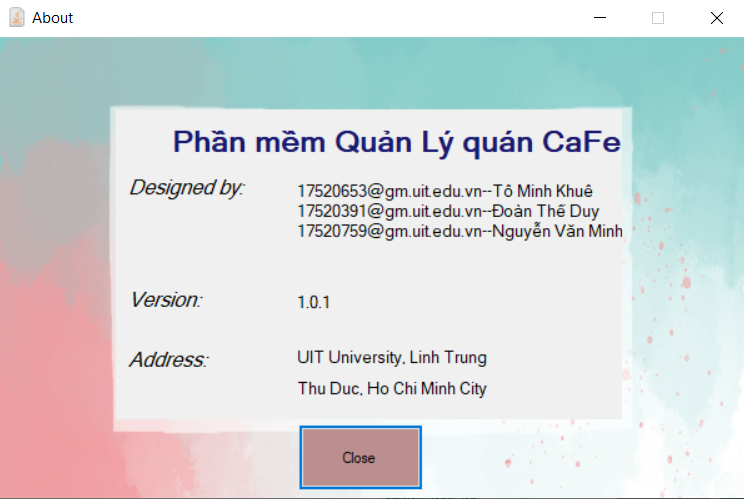 About
Phần mềm Quản Lý quán CaFe
Designed by:
17520653@gm.uit.edu.vn--Tô Minh Khuê
17520391@gm.uit.edu.vn--Đoàn Thế Duy
17520759@gm.uit.edu.vn--Nguyễn Văn Minh
Version:
1.0.1
Address:
UIT University, Linh Trung
Thu Duc, Ho Chi Minh City
Close